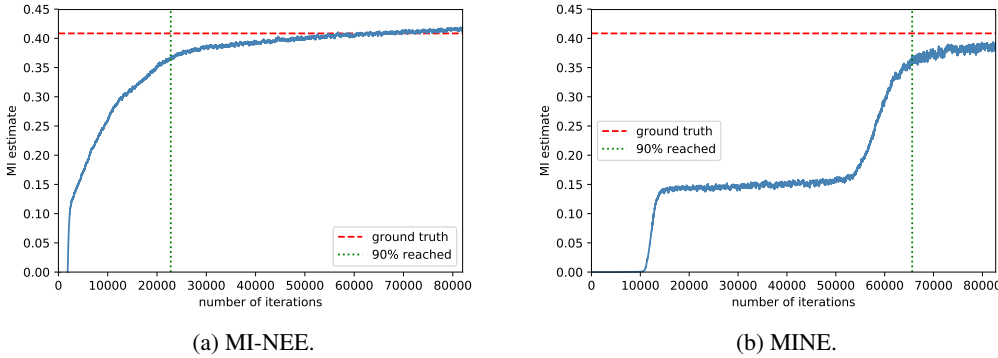 0.45
0.40
0.35
0.30
0.25
0.20
0.15
0.10
0.05
0.00
MI estimate
ground truth
90% reached
0 10000 20000 30000 40000 50000 60000 70000 80000
number of iterations
(a) MI-NEE.
0.45
0.40
0.35
0.30
0.25
0.20
0.15
0.10
0.05
0.00
MI estimate
ground truth
90% reached
0 10000 20000 30000 40000 50000 60000 70000 80000
number of iterations
(b) MINE.